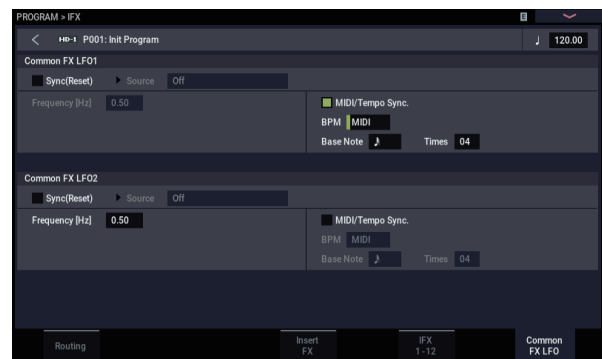 PROGRAM > IFX
E
< HD-1 P001: Init Program ♩ 120.00
Common FX LFO1
Sync(Reset) Source Off
Frequency [Hz] 0.50
MIDI/Tempo Sync.
BPM MIDI
Base Note ♪ Times 04
Common FX LFO2
Sync(Reset) Source Off
Frequency [Hz] 0.50
MIDI/Tempo Sync.
BPM MIDI
Base Note ♪ Times 04
Routing
Insert
FX
IFX
1-12
Common
FX LFO